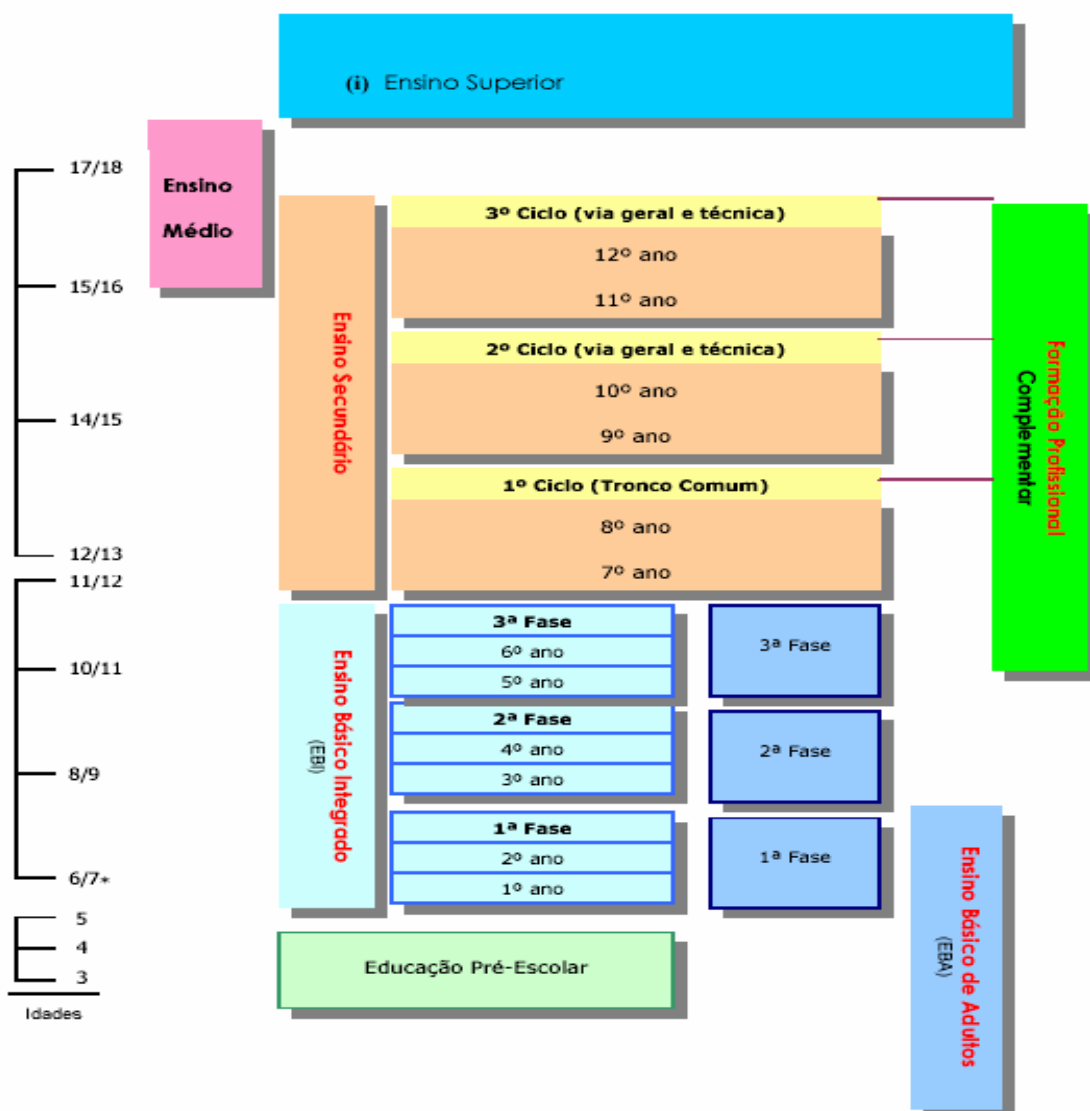 (i) Ensino Superior
17/18
15/16
14/15
12/13
11/12
10/11
8/9
6/7*
5
4
3
Idades
Ensino
Médio
Ensino Secundário
3º Ciclo (via geral e técnica)
12º ano
11º ano
2º Ciclo (via geral e técnica)
10º ano
9º ano
1º Ciclo (Tronco Comum)
8º ano
7º ano
Formação Profissional
Complementar
Ensino Básico Integrado
(EBI)
3ª Fase
6º ano
5º ano
2ª Fase
4º ano
3º ano
1ª Fase
2º ano
1º ano
3ª Fase
2ª Fase
1ª Fase
Ensino Básico de Adultos
(EBA)
Educação Pré-Escolar